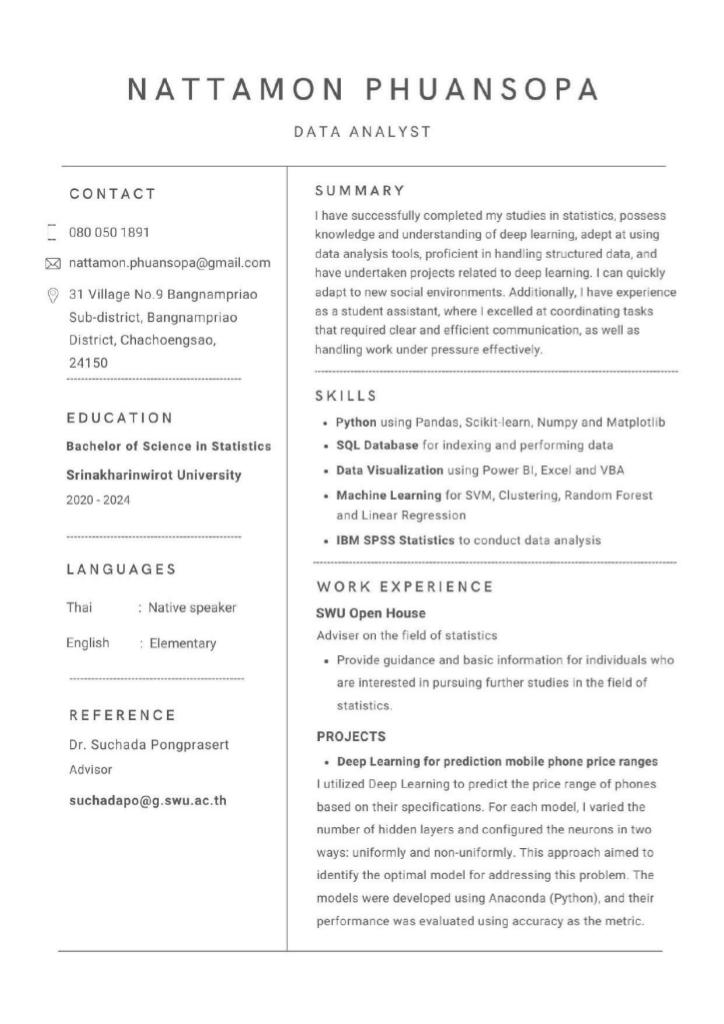 NATTAMON PHUANSOPA
DATA ANALYST
CONTACT
080 050 1891
nattamon.phuansopa@gmail.com
31 Village No.9 Bangnampriao
Sub-district, Bangnampriao
District, Chachoengsao,
24150
EDUCATION
Bachelor of Science in Statistics
Srinakharinwirot University
2020 - 2024
LANGUAGES
Thai : Native speaker
English : Elementary
REFERENCE
Dr. Suchada Pongprasert
Advisor
suchadapo@g.swu.ac.th
SUMMARY
I have successfully completed my studies in statistics, possess
knowledge and understanding of deep learning, adept at using
data analysis tools, proficient in handling structured data, and
have undertaken projects related to deep learning. I can quickly
adapt to new social environments. Additionally, I have experience
as a student assistant, where I excelled at coordinating tasks
that required clear and efficient communication, as well as
handling work under pressure effectively.
SKILLS
• Python using Pandas, Scikit-learn, Numpy and Matplotlib
• SQL Database for indexing and performing data
• Data Visualization using Power BI, Excel and VBA
• Machine Learning for SVM, Clustering, Random Forest
and Linear Regression
• IBM SPSS Statistics to conduct data analysis
WORK EXPERIENCE
SWU Open House
Adviser on the field of statistics
• Provide guidance and basic information for individuals who
are interested in pursuing further studies in the field of
statistics.
PROJECTS
• Deep Learning for prediction mobile phone price ranges
I utilized Deep Learning to predict the price range of phones
based on their specifications. For each model, I varied the
number of hidden layers and configured the neurons in two
ways: uniformly and non-uniformly. This approach aimed to
identify the optimal model for addressing this problem. The
models were developed using Anaconda (Python), and their
performance was evaluated using accuracy as the metric.